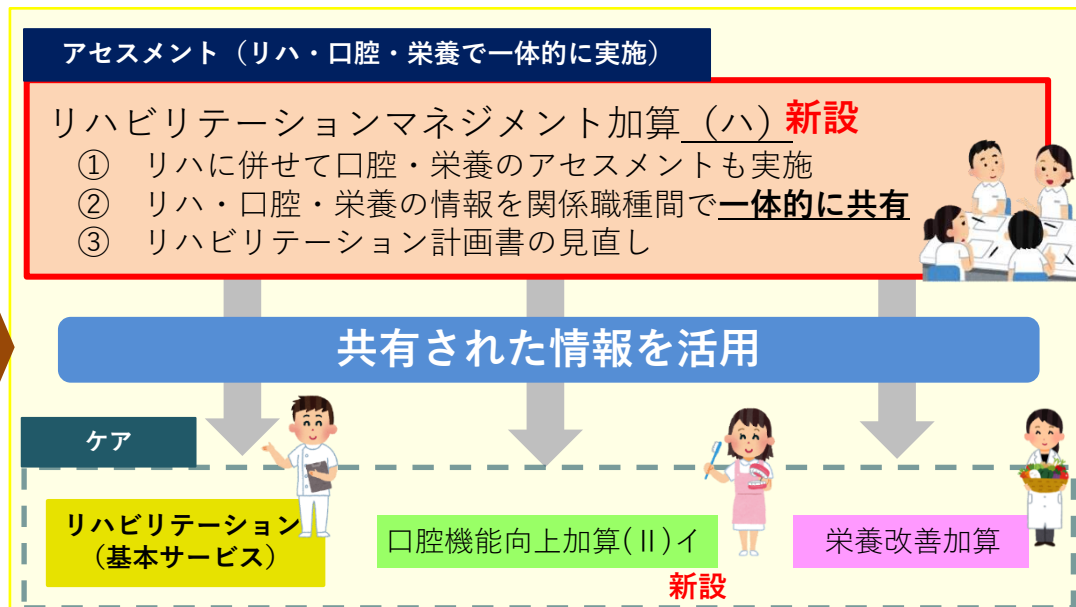 アセスメント（リハ・口腔・栄養で一体的に実施）
リハビリテーションマネジメント加算（ハ）新設
① リハに併せて口腔・栄養のアセスメントも実施
② リハ・口腔・栄養の情報を関係職種間で一体的に共有
③ リハビリテーション計画書の見直し
共有された情報を活用
ケア
リハビリテーション
（基本サービス）
口腔機能向上加算(Ⅱ)イ
新設
栄養改善加算